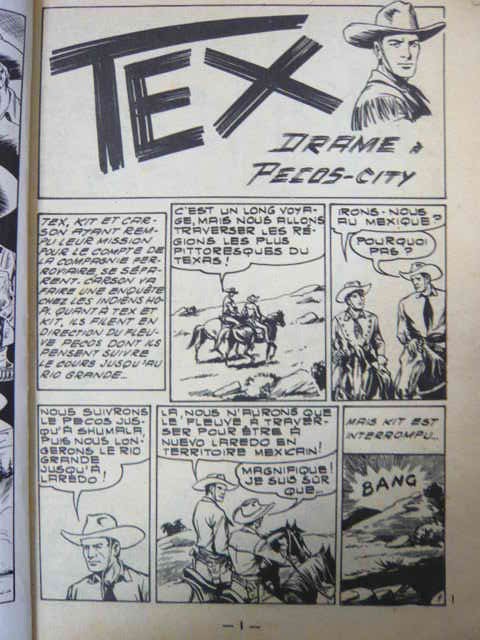 TEX
DRAME à
PECOS-CITY
TEX, KIT ET CAR-
SON AYANT REM-
PLI LEUR MISSION
POUR LE COMPTE DE
LA COMPAGNIE FER-
ROVIAIRE, SE SÉPA-
RENT. CARSON VA
FAIRE UNE ENQUÊTE
CHEZ LES INDIENS HO-
PI. QUANT À TEX ET
KIT, ILS FILENT EN
DIRECTION DU FLEU-
VE PECOS DONT ILS
PENSENT SUIVRE
LE COURS JUSQU'AU
RIO GRANDE...
C'EST UN LONG VOYA-
GE, MAIS NOUS ALLONS
TRAVERSER LES RÉ-
GIONS LES PLUS
PITTORESQUES DU
TEXAS!
IRONS-NOUS
AU MEXIQUE?
POURQUOI
PAS?
NOUS SUIVRONS
LE PECOS JUS-
QU'À SHUMALA,
PUIS NOUS LON-
GERONS LE RIO
GRANDE
JUSQU'À
LAREDO!
LÀ, NOUS N'AURONS QUE
LE FLEUVE À TRAVER-
SER POUR ÊTRE À
NUEVO LAREDO EN
TERRITOIRE MEXICAIN!
MAGNIFIQUE!
JE SUIS SÛR
QUE...
MAIS KIT EST
INTERROMPU...
BANG
1
— 1 —